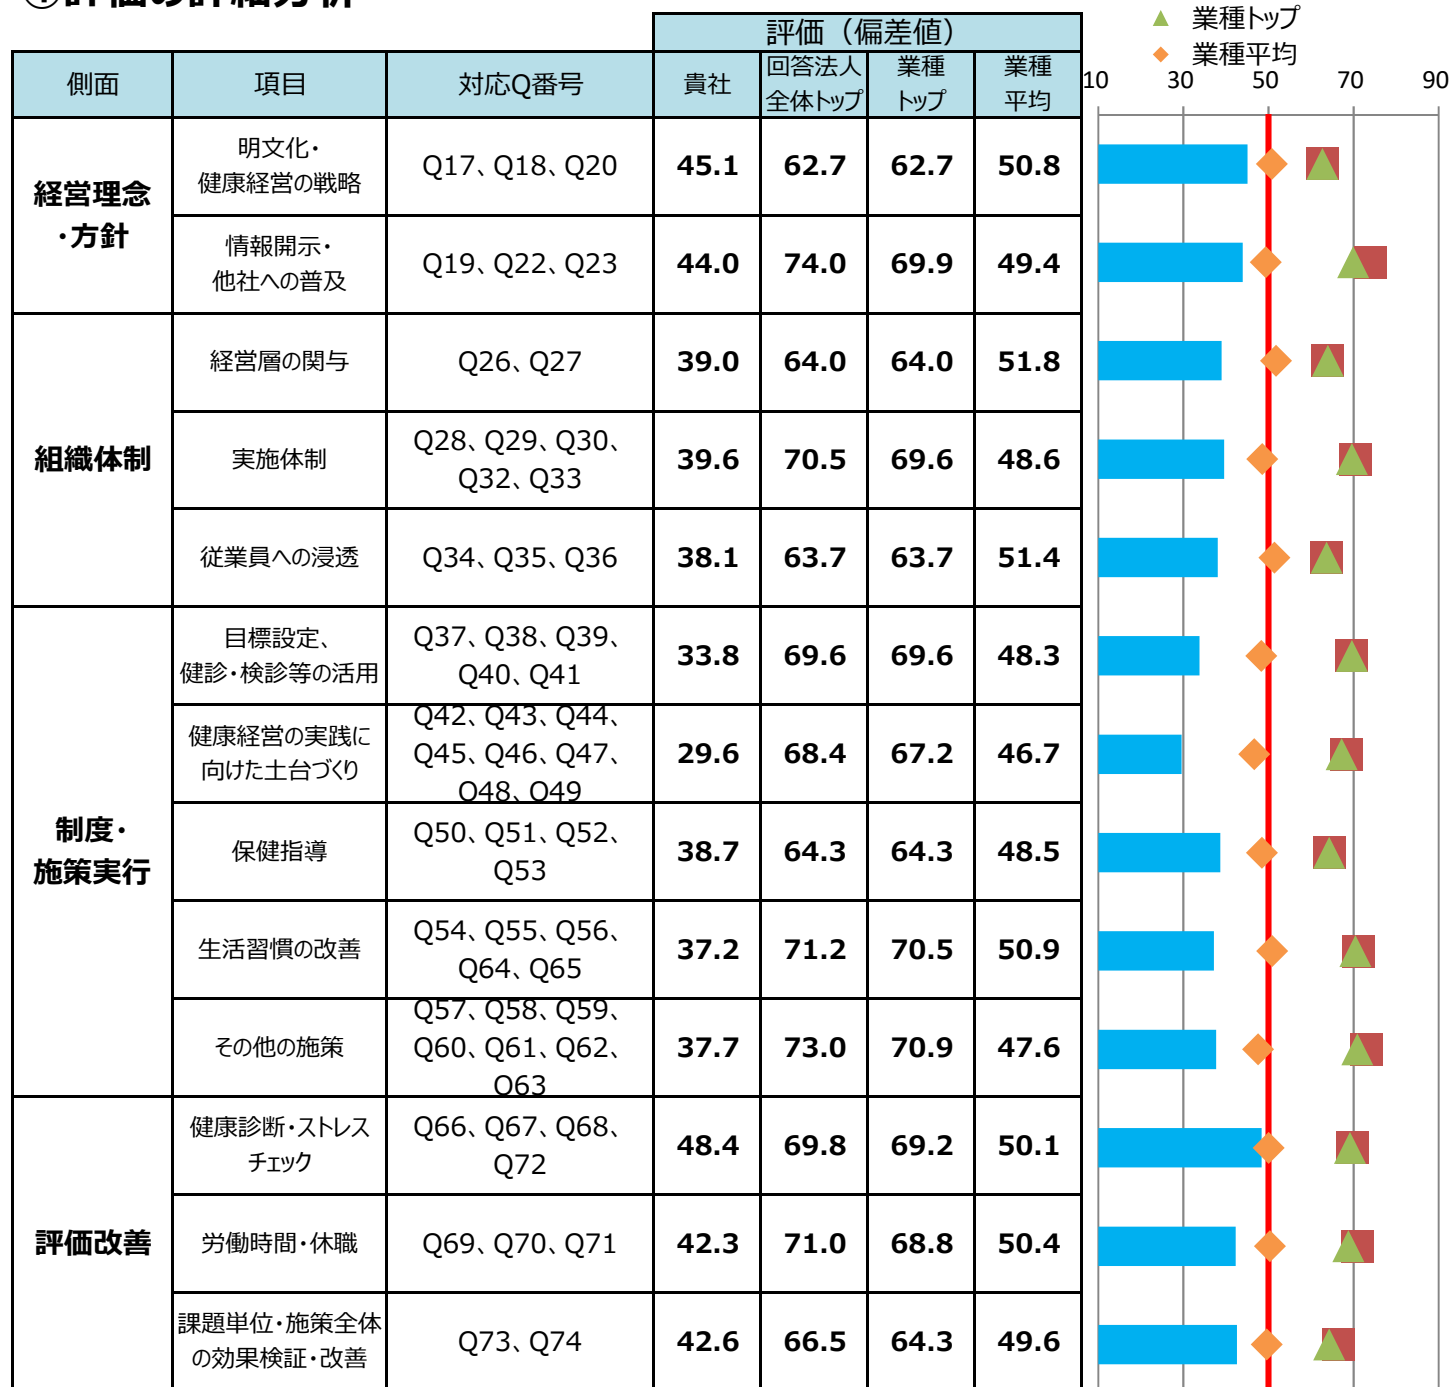 ①評価の詳細分析
▲ 業種トップ
◆ 業種平均
評価（偏差値）
側面 項目 対応Q番号 貴社 回答法人 業種 業種
全体トップ トップ 平均
10 30 50 70 90
経営理念
・方針
明文化・
健康経営の戦略
Q17、Q18、Q20 45.1 62.7 62.7 50.8
情報開示・
他社への普及
Q19、Q22、Q23 44.0 74.0 69.9 49.4
組織体制
経営層の関与 Q26、Q27 39.0 64.0 64.0 51.8
実施体制
Q28、Q29、Q30、
Q32、Q33
39.6 70.5 69.6 48.6
従業員への浸透 Q34、Q35、Q36 38.1 63.7 63.7 51.4
制度・
施策実行
目標設定、
健診・検診等の活用
Q37、Q38、Q39、
Q40、Q41
33.8 69.6 69.6 48.3
健康経営の実践に
向けた土台づくり
Q42、Q43、Q44、
Q45、Q46、Q47、
Q48、Q49
29.6 68.4 67.2 46.7
保健指導
Q50、Q51、Q52、
Q53
38.7 64.3 64.3 48.5
生活習慣の改善
Q54、Q55、Q56、
Q64、Q65
37.2 71.2 70.5 50.9
その他の施策
Q57、Q58、Q59、
Q60、Q61、Q62、
Q63
37.7 73.0 70.9 47.6
評価改善
健康診断・ストレス
チェック
Q66、Q67、Q68、
Q72
48.4 69.8 69.2 50.1
労働時間・休職 Q69、Q70、Q71 42.3 71.0 68.8 50.4
課題単位・施策全体
の効果検証・改善
Q73、Q74 42.6 66.5 64.3 49.6